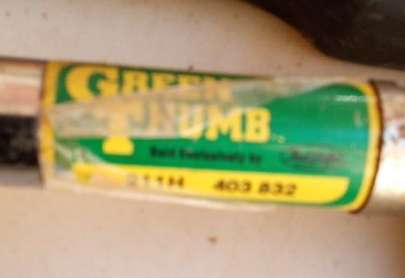 GREEN
THUMB
Sold Exclusively by
211H 403 832